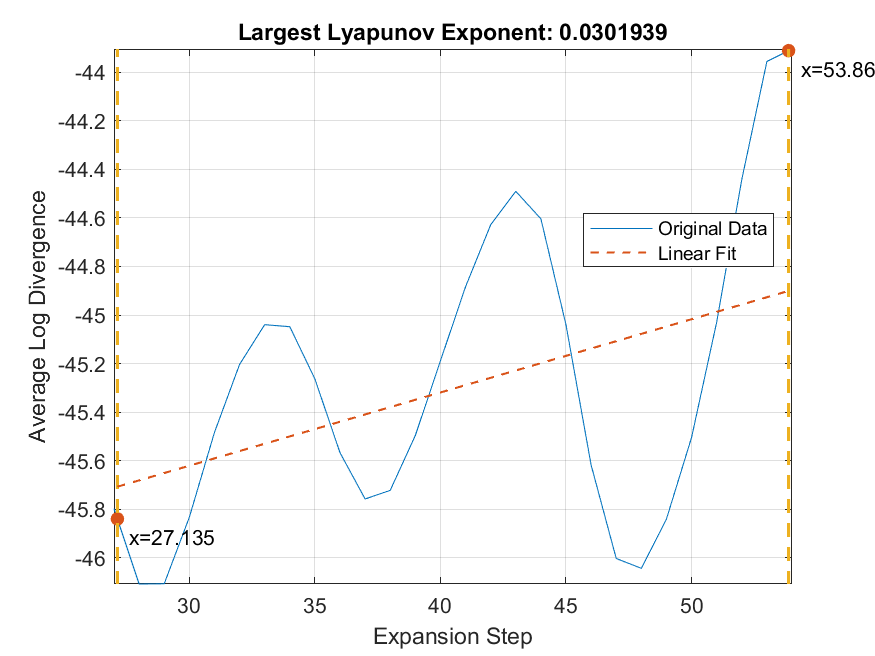 Largest Lyapunov Exponent: 0.0301939
-44
x=53.86
-44.2
-44.4
-44.6
Original Data
Linear Fit
-44.8
-45
-45.2
-45.4
-45.6
-45.8
x=27.135
-46
Average Log Divergence
30
35
40
45
50
Expansion Step